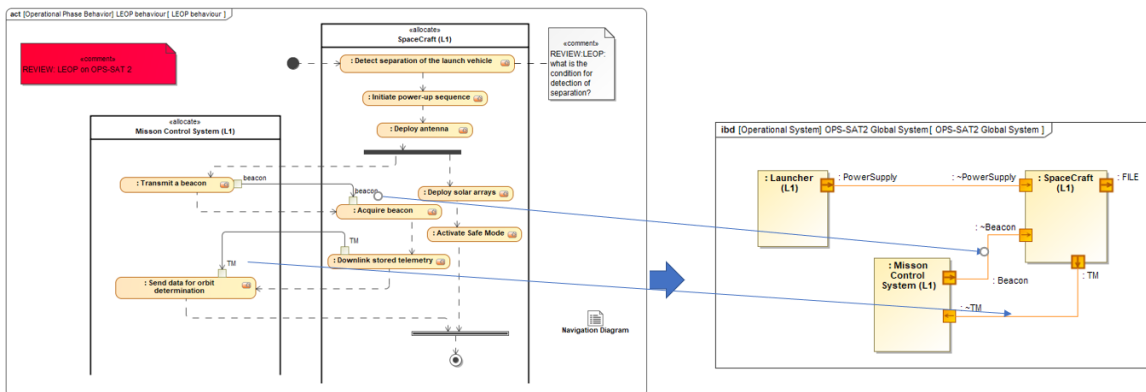 act [Operational Phase Behavior] LEOP behaviour [ LEOP behaviour ]
«comment»
REVIEW: LEOP on OPS-SAT 2
«allocate»
SpaceCraft (L1)
: Detect separation of the launch vehicle
«comment»
REVIEW:LEOP:
what is the
condition for
detection of
separation?
: Initiate power-up sequence
: Deploy antenna
«allocate»
Misson Control System (L1)
: Transmit a beacon
beacon
beacon
: Deploy solar arrays
: Acquire beacon
: Activate Safe Mode
TM
TM
: Downlink stored telemetry
: Send data for orbit
determination
Navigation Diagram
ibd [Operational System] OPS-SAT2 Global System[ OPS-SAT2 Global System ]
: Launcher
(L1)
: PowerSupply
: ~PowerSupply
: SpaceCraft
(L1)
: FILE
: ~Beacon
: Misson
Control
System (L1)
: Beacon
: TM
: ~TM